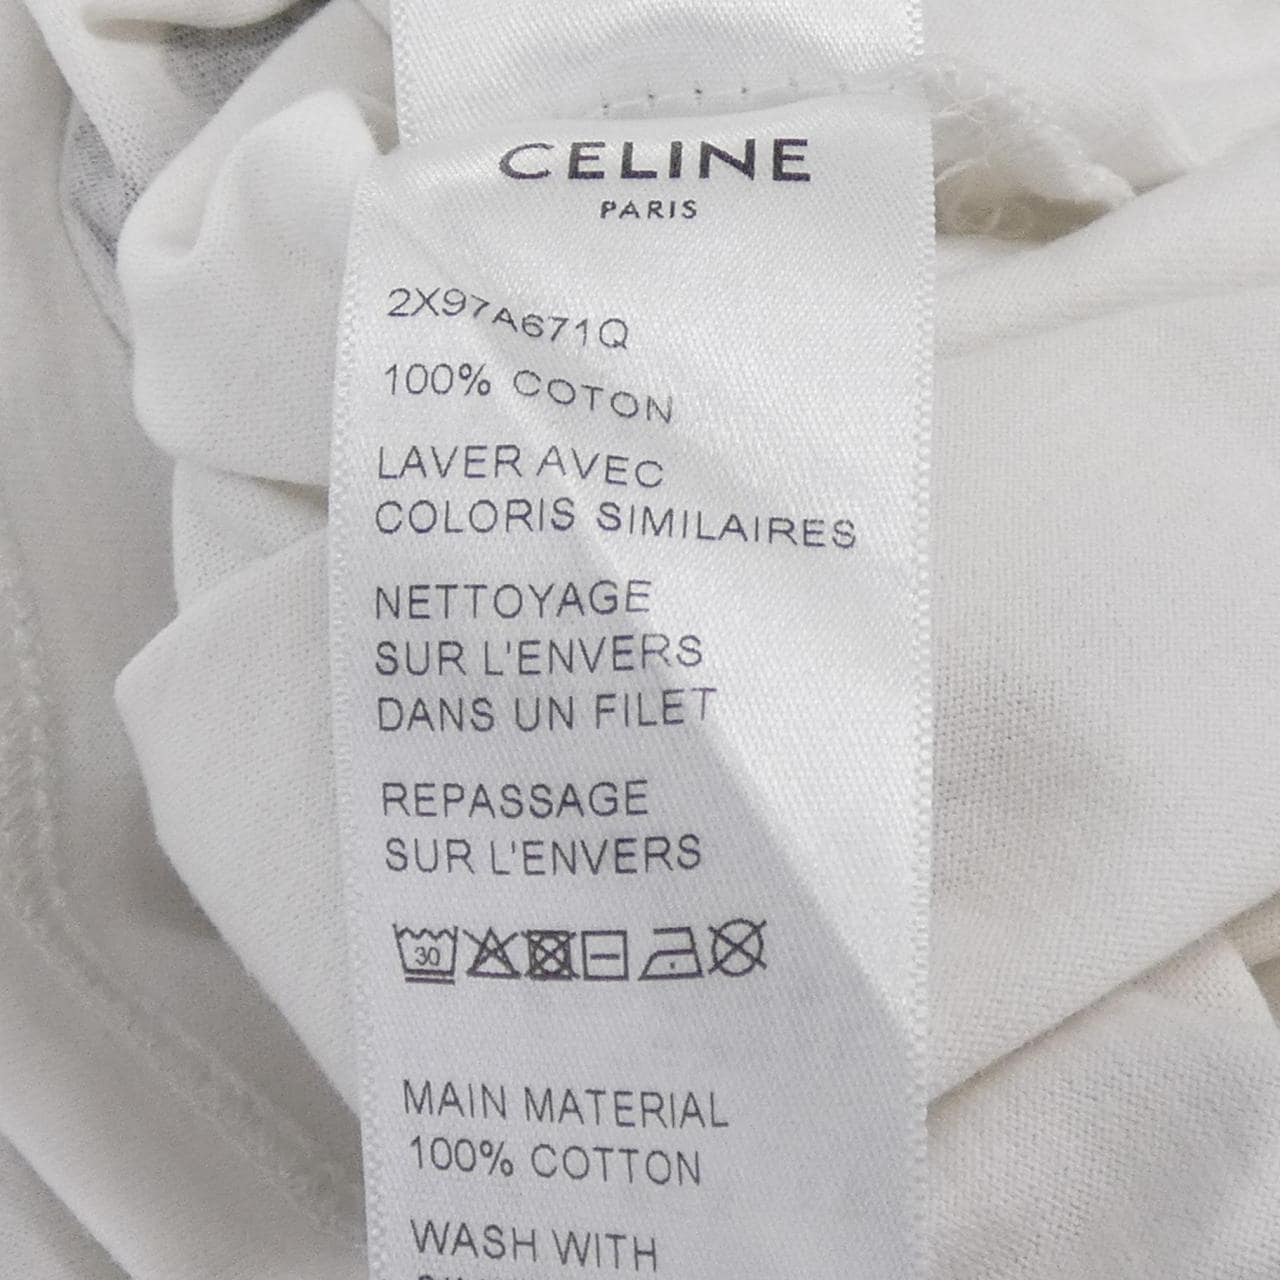 CELINE
PARIS
2X97A671Q
100% COTON
LAVER AVEC
COLORIS SIMILAIRES
NETTOYAGE
SUR L'ENVERS
DANS UN FILET
REPASSAGE
SUR L'ENVERS
30
MAIN MATERIAL
100% COTTON
WASH WITH